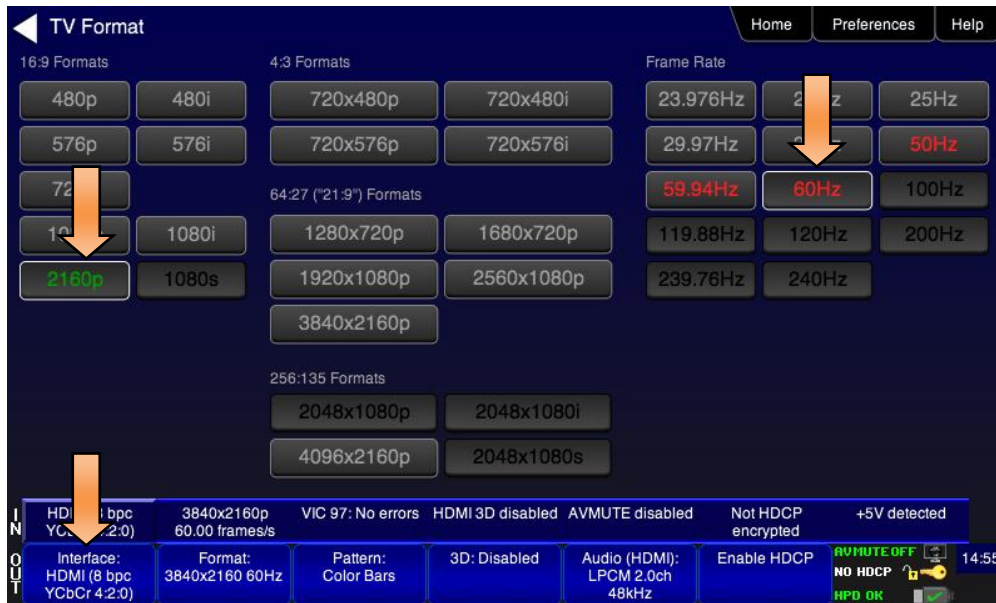 TV Format
Home
Preferences
Help
16:9 Formats
4:3 Formats
Frame Rate
480p
480i
720x480p
720x480i
23.976Hz
25Hz
576p
576i
720x576p
720x576i
29.97Hz
50Hz
64:27 ("21:9") Formats
59.94Hz
60Hz
100Hz
1080i
1280x720p
1680x720p
119.88Hz
120Hz
200Hz
2160p
1080s
1920x1080p
2560x1080p
239.76Hz
240Hz
3840x2160p
256:135 Formats
2048x1080p
2048x1080i
4096x2160p
2048x1080s
IN
bpc
4:2:0)
3840x2160p
60.00 frames/s
VIC 97: No errors
HDMI 3D disabled
AVMUTE disabled
Not HDCP
encrypted
+5V detected
OUT
Interface:
HDMI (8 bpc
YCbCr 4:2:0)
Format:
3840x2160 60Hz
Pattern:
Color Bars
3D: Disabled
Audio (HDMI):
LPCM 2.0ch
48kHz
Enable HDCP
AVMUTEOFF
NO HDCP
HPD OK
14:55